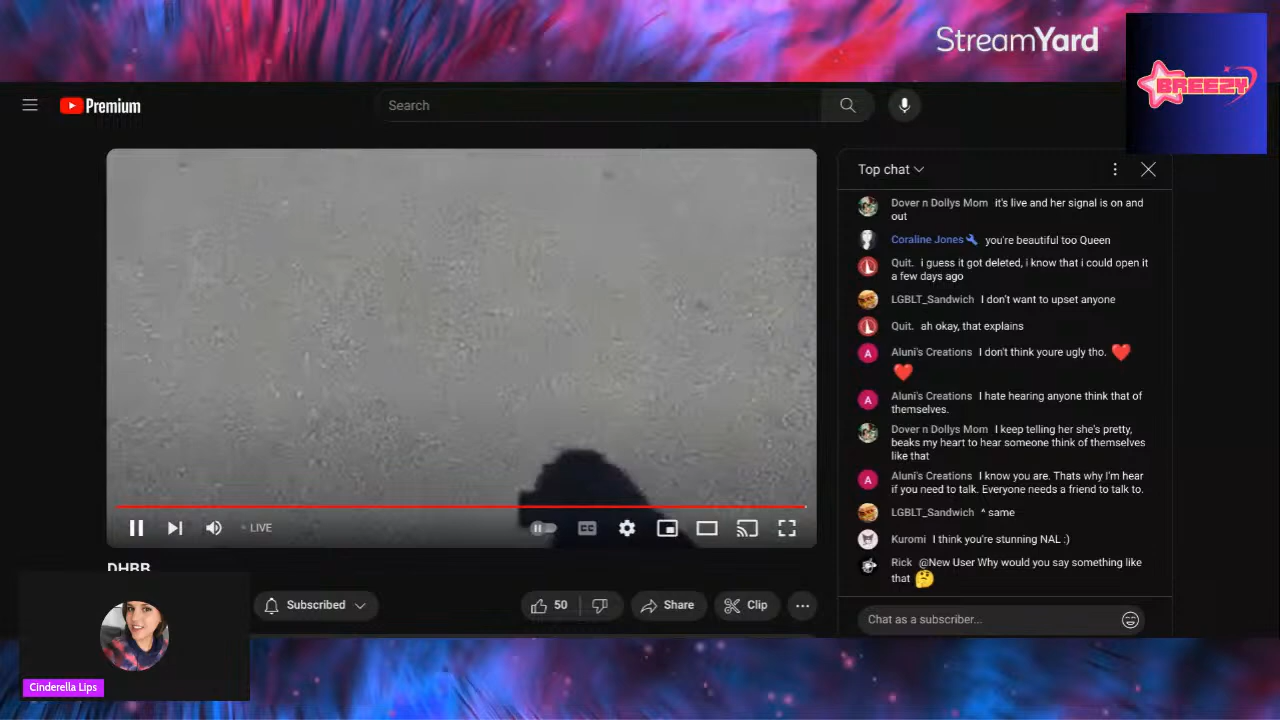 StreamYard
BREEZY
Premium
Search
Top chat
Dover n Dollys Mom it's live and her signal is on and
out
Coraline Jones you're beautiful too Queen
Quit. i guess it got deleted, i know that i could open it
a few days ago
LGBLT_Sandwich I don't want to upset anyone
Quit. ah okay, that explains
A Aluni's Creations I don't think youre ugly tho. ❤️
❤️
A Aluni's Creations I hate hearing anyone think that of
themselves.
Dover n Dollys Mom I keep telling her she's pretty,
beaks my heart to hear someone think of themselves
like that
A Aluni's Creations I know you are. Thats why I'm hear
if you need to talk. Everyone needs a friend to talk to.
LGBLT_Sandwich ^ same
Kuromi I think you're stunning NAL :)
Rick @New User Why would you say something like
that 🤔
Chat as a subscriber...
LIVE
CC
DHRB
Subscribed
50
Share
Clip
Cinderella Lips